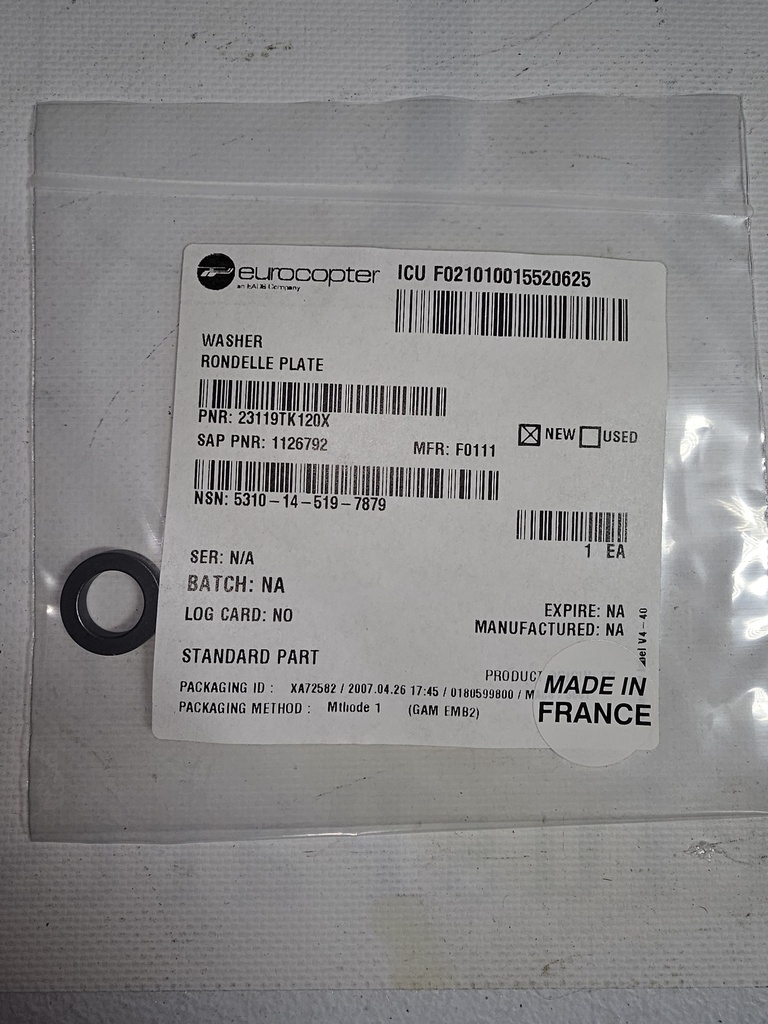 eurocopter
an EADS Company
ICU F021010015520625
WASHER
RONDELLE PLATE
PNR: 23119TK120X
SAP PNR: 1126792
MFR: F0111
NEW USED
NSN: 5310-14-519-7879
1 EA
SER: N/A
BATCH: NA
LOG CARD: NO
EXPIRE: NA
MANUFACTURED: NA
STANDARD PART
PACKAGING ID : XA72582 / 2007.04.26 17:45 / 0180599800 / M
PACKAGING METHOD : Mthode 1 (GAM EMB2)
V4-40
MADE IN
FRANCE